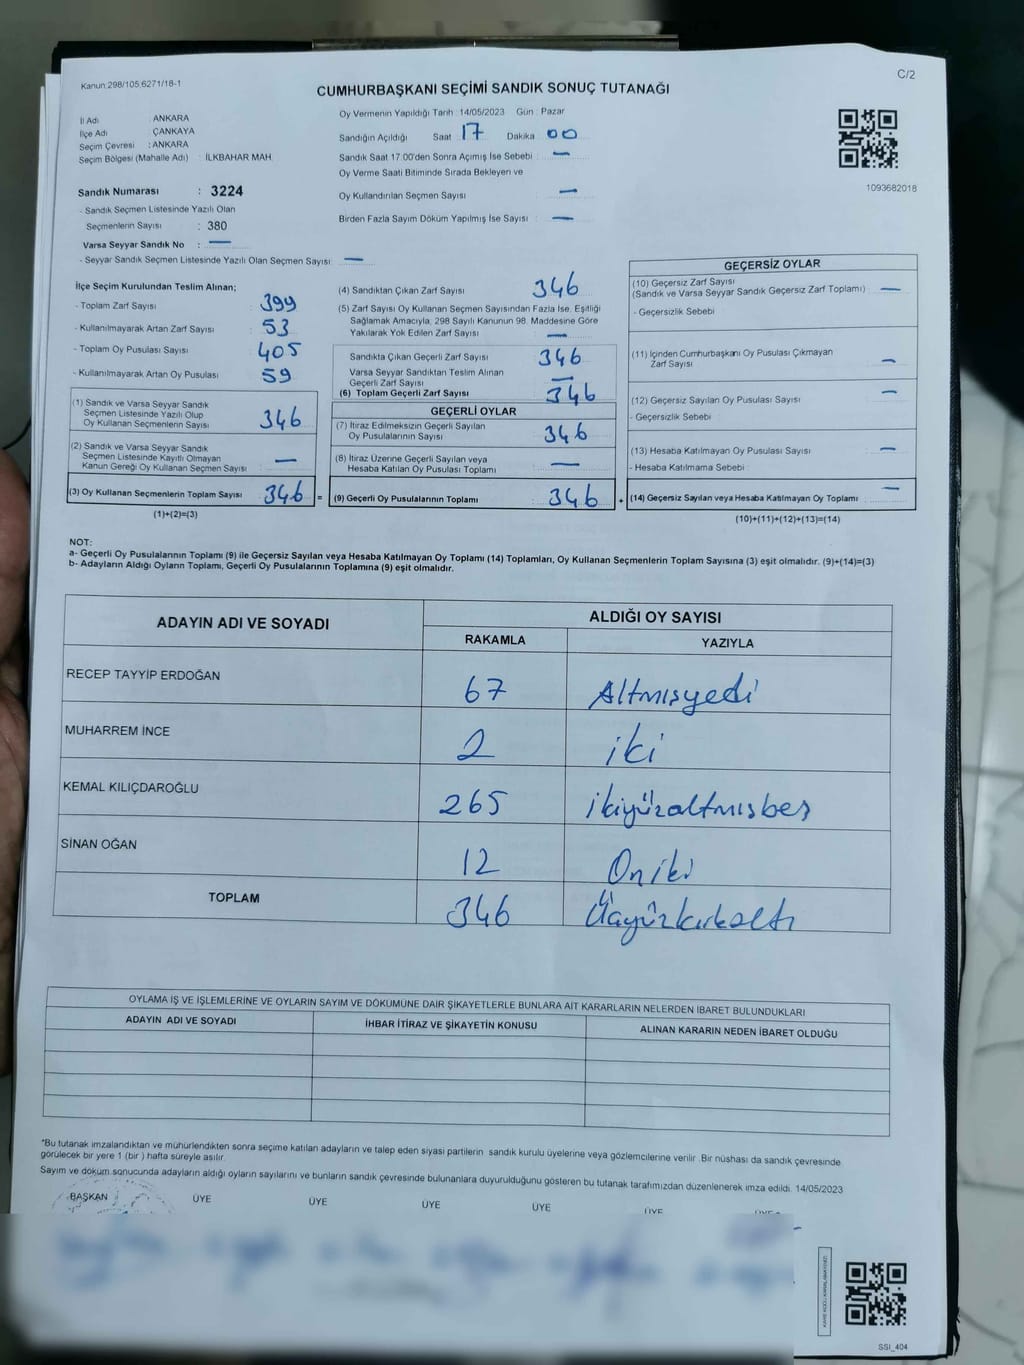 Kanun:298/105;6271/18-1
C/2
CUMHURBAŞKANI SEÇİMİ SANDIK SONUÇ TUTANAĞI
İl Adı : ANKARA
İlçe Adı : ÇANKAYA
Seçim Çevresi : ANKARA
Seçim Bölgesi (Mahalle Adı) : İLKBAHAR MAH.
Sandık Numarası : 3224
- Sandık Seçmen Listesinde Yazılı Olan
Seçmenlerin Sayısı : 380
Varsa Seyyar Sandık No : —
- Seyyar Sandık Seçmen Listesinde Yazılı Olan Seçmen Sayısı: —
Oy Vermenin Yapıldığı Tarih :14/05/2023 Gün : Pazar
Sandığın Açıldığı Saat 17 Dakika 00
Sandık Saat 17:00'den Sonra Açımış İse Sebebi : —
Oy Verme Saati Bitiminde Sırada Bekleyen ve
Oy Kullandırılan Seçmen Sayısı : —
Birden Fazla Sayım Döküm Yapılmış İse Sayısı : —
1093682018
İlçe Seçim Kurulundan Teslim Alınan;
- Toplam Zarf Sayısı : 399
- Kullanılmayarak Artan Zarf Sayısı : 53
- Toplam Oy Pusulası Sayısı : 405
- Kullanılmayarak Artan Oy Pusulası : 59
(1) Sandık ve Varsa Seyyar Sandık
Seçmen Listesinde Yazılı Olup
Oy Kullanan Seçmenlerin Sayısı : 346
(2) Sandık ve Varsa Seyyar Sandık
Seçmen Listesinde Kayıtlı Olmayan
Kanun Gereği Oy Kullanan Seçmen Sayısı : —
(3) Oy Kullanan Seçmenlerin Toplam Sayısı : 346 =
(1)+(2)=(3)
(4) Sandıktan Çıkan Zarf Sayısı : 346
(5) Zarf Sayısı Oy Kullanan Seçmen Sayısından Fazla İse, Eşitliği
Sağlamak Amacıyla, 298 Sayılı Kanunun 98. Maddesine Göre
Yakılarak Yok Edilen Zarf Sayısı : —
Sandıkta Çıkan Geçerli Zarf Sayısı : 346
Varsa Seyyar Sandıktan Teslim Alınan
Geçerli Zarf Sayısı : —
(6) Toplam Geçerli Zarf Sayısı : 346
GEÇERLİ OYLAR
(7) İtiraz Edilmeksizin Geçerli Sayılan
Oy Pusulalarının Sayısı : 346
(8) İtiraz Üzerine Geçerli Sayılan veya
Hesaba Katılan Oy Pusulası Toplamı : —
(9) Geçerli Oy Pusulalarının Toplamı : 346 +
GEÇERSİZ OYLAR
(10) Geçersiz Zarf Sayısı
(Sandık ve Varsa Seyyar Sandık Geçersiz Zarf Toplamı) : —
- Geçersizlik Sebebi :
(11) İçinden Cumhurbaşkanı Oy Pusulası Çıkmayan
Zarf Sayısı : —
(12) Geçersiz Sayılan Oy Pusulası Sayısı : —
- Geçersizlik Sebebi :
(13) Hesaba Katılmayan Oy Pusulası Sayısı : —
- Hesaba Katılmama Sebebi :
(14) Geçersiz Sayılan veya Hesaba Katılmayan Oy Toplamı : —
(10)+(11)+(12)+(13)=(14)
NOT:
a- Geçerli Oy Pusulalarının Toplamı (9) ile Geçersiz Sayılan veya Hesaba Katılmayan Oy Toplamı (14) Toplamları, Oy Kullanan Seçmenlerin Toplam Sayısına (3) eşit olmalıdır. (9)+(14)=(3)
b- Adayların Aldığı Oyların Toplamı, Geçerli Oy Pusulalarının Toplamına (9) eşit olmalıdır.
ADAYIN ADI VE SOYADI
ALDIĞI OY SAYISI
RAKAMLA YAZIYLA
RECEP TAYYİP ERDOĞAN 67 Altmışyedi
MUHARREM İNCE 2 iki
KEMAL KILIÇDAROĞLU 265 ikiyüzaltmışbeş
SİNAN OĞAN 12 Oniki
TOPLAM 346 Üçyüzkırkaltı
OYLAMA İŞ VE İŞLEMLERİNE VE OYLARIN SAYIM VE DÖKÜMÜNE DAİR ŞİKAYETLERLE BUNLARA AİT KARARLARIN NELERDEN İBARET BULUNDUKLARI
ADAYIN ADI VE SOYADI İHBAR İTİRAZ VE ŞİKAYETİN KONUSU ALINAN KARARIN NEDEN İBARET OLDUĞU
*Bu tutanak imzalandıktan ve mühürlendikten sonra seçime katılan adayların ve talep eden siyasi partilerin sandık kurulu üyelerine veya gözlemcilerine verilir .Bir nüshası da sandık çevresinde
görülecek bir yere 1 (bir ) hafta süreyle asılır.
Sayım ve döküm sonucunda adayların aldığı oyların sayılarını ve bunların sandık çevresinde bulunanlara duyurulduğunu gösteren bu tutanak tarafımızdan düzenlenerek imza edildi. 14/05/2023
BAŞKAN ÜYE ÜYE ÜYE ÜYE ÜYE ÜYE
SSI_404